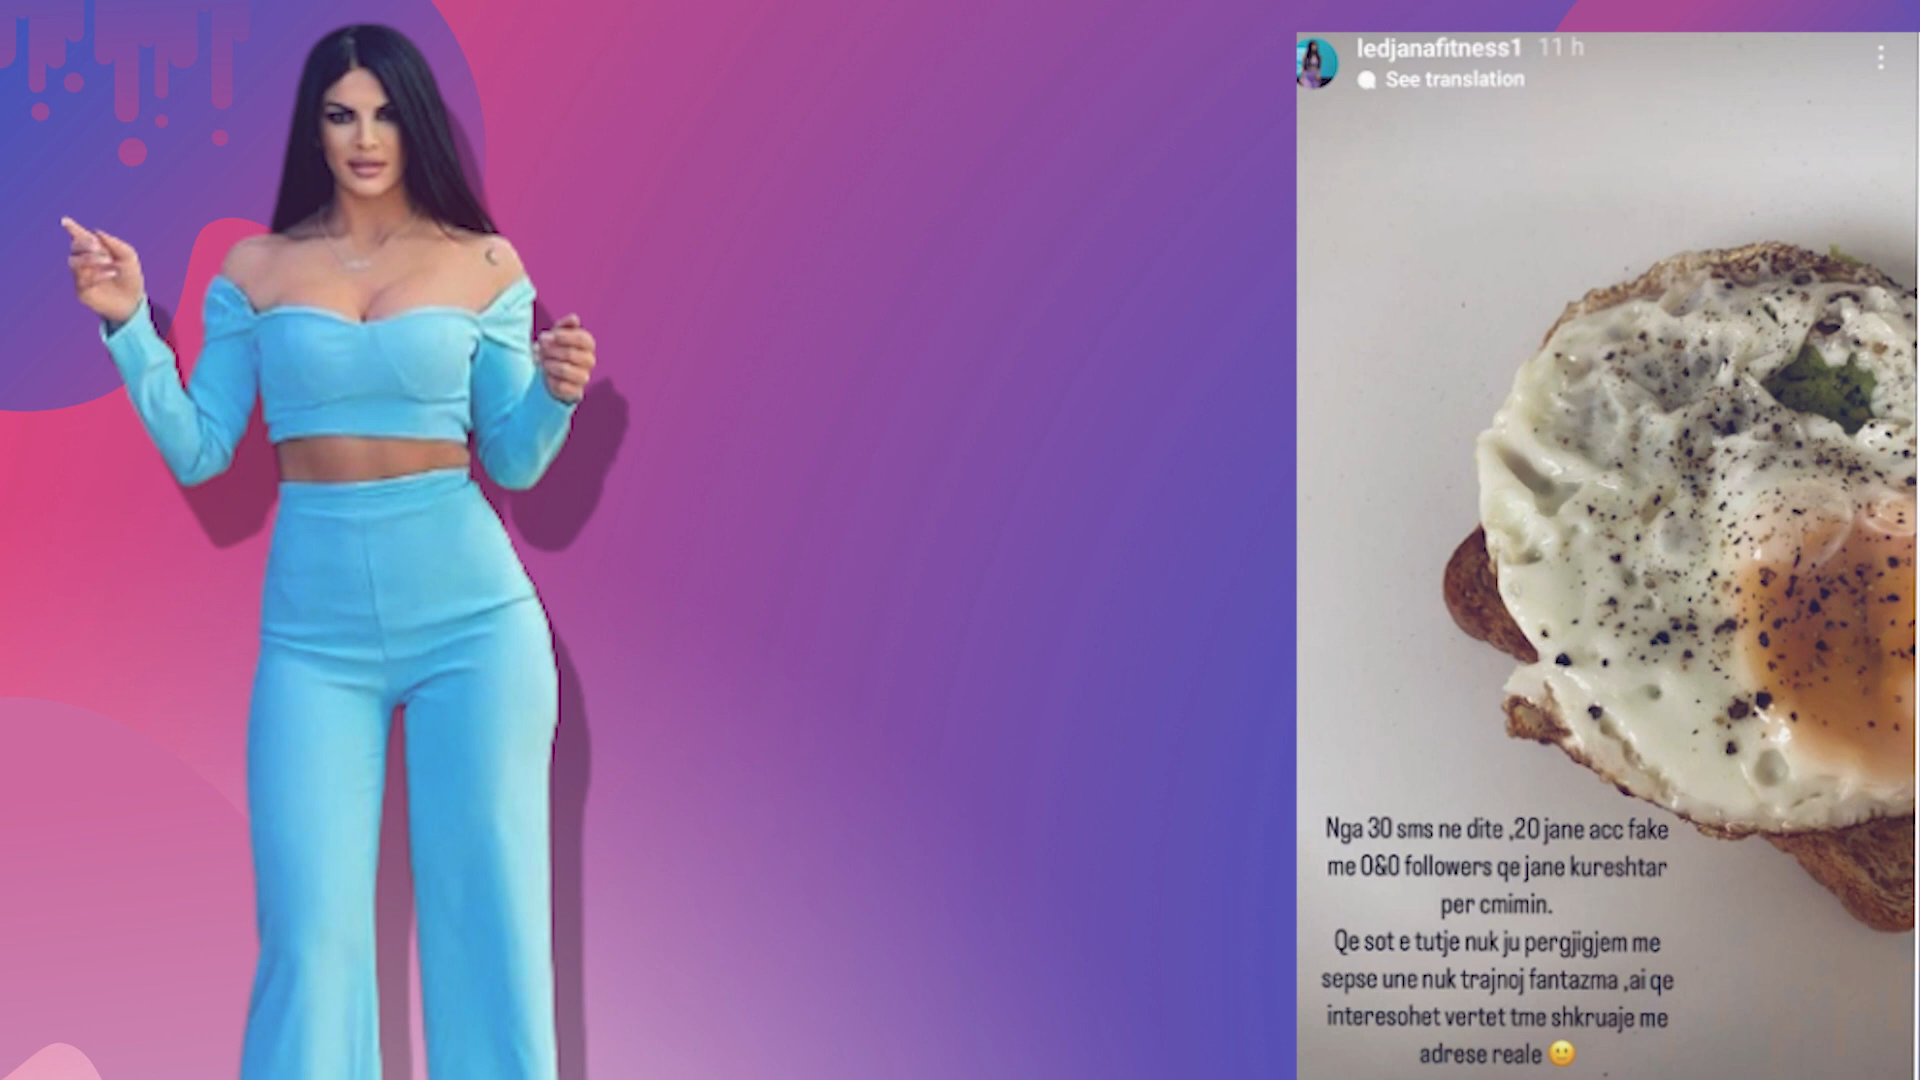 ledjanafitness1 11 h
See translation
Nga 30 sms ne dite ,20 jane acc fake
me 0&0 followers qe jane kureshtar
per cmimin.
Qe sot e tutje nuk ju pergjigjem me
sepse une nuk trajnoj fantazma ,ai qe
interesohet vertet tme shkruaje me
adrese reale 🙂